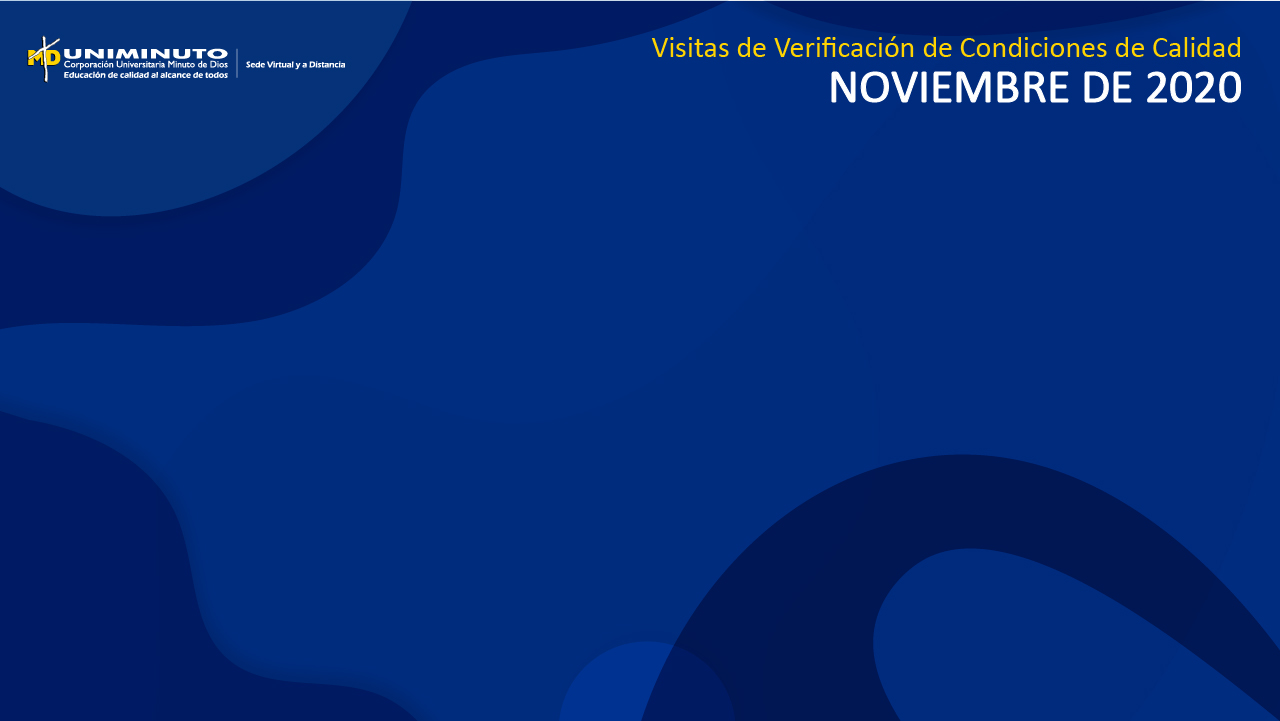 MD UNIMINUTO
Corporación Universitaria Minuto de Dios
Educación de calidad al alcance de todos
Sede Virtual y a Distancia
Visitas de Verificación de Condiciones de Calidad
NOVIEMBRE DE 2020